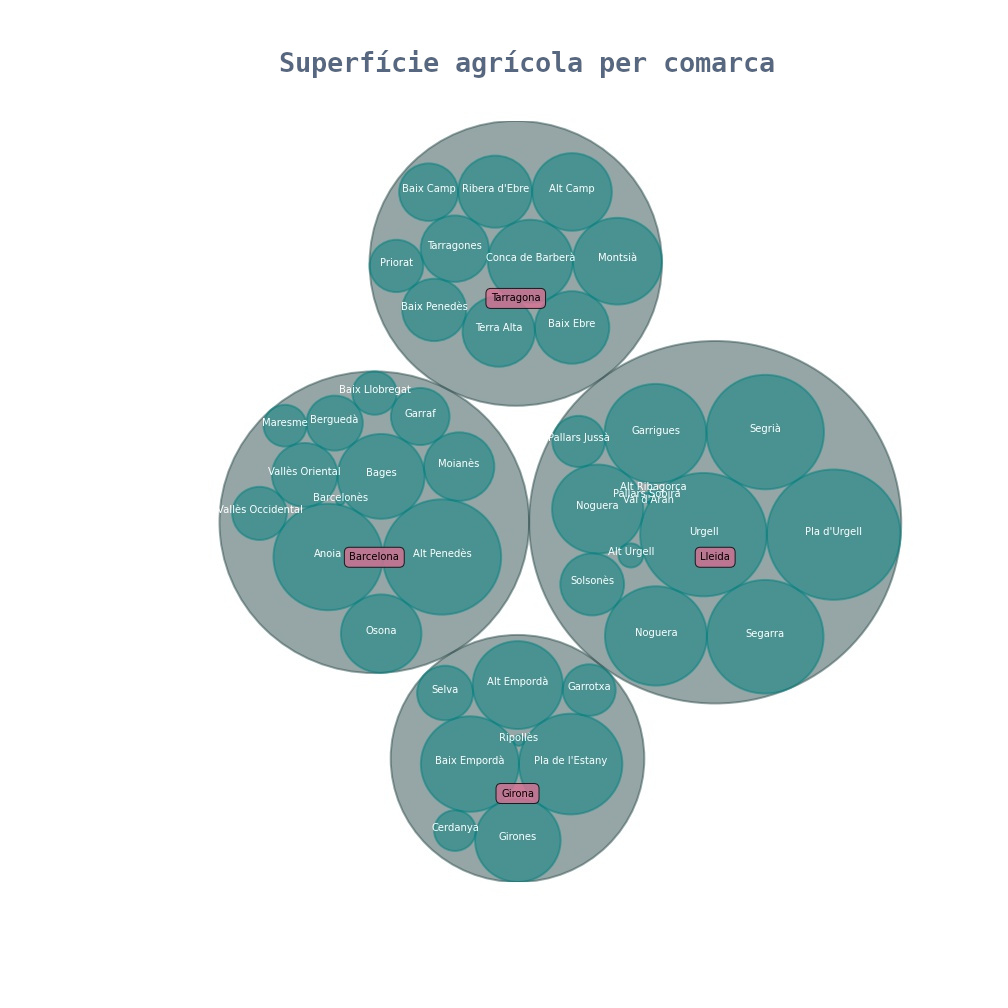 Superfície agrícola per comarca
Baix Camp
Ribera d'Ebre
Alt Camp
Tarragones
Conca de Barberà
Montsià
Priorat
Tarragona
Baix Penedès
Terra Alta
Baix Ebre
Baix Llobregat
Garraf
Maresme
Berguedà
Moianès
Vallès Oriental
Bages
Barcelonès
Vallès Occidental
Anoia
Barcelona
Alt Penedès
Osona
Garrigues
Segrià
Pallars Jussà
Alt Ribagorça
Pallars Sobirà
Val d'Aran
Noguera
Urgell
Pla d'Urgell
Alt Urgell
Lleida
Solsonès
Noguera
Segarra
Alt Empordà
Selva
Garrotxa
Ripollès
Baix Empordà
Pla de l'Estany
Girona
Cerdanya
Girones